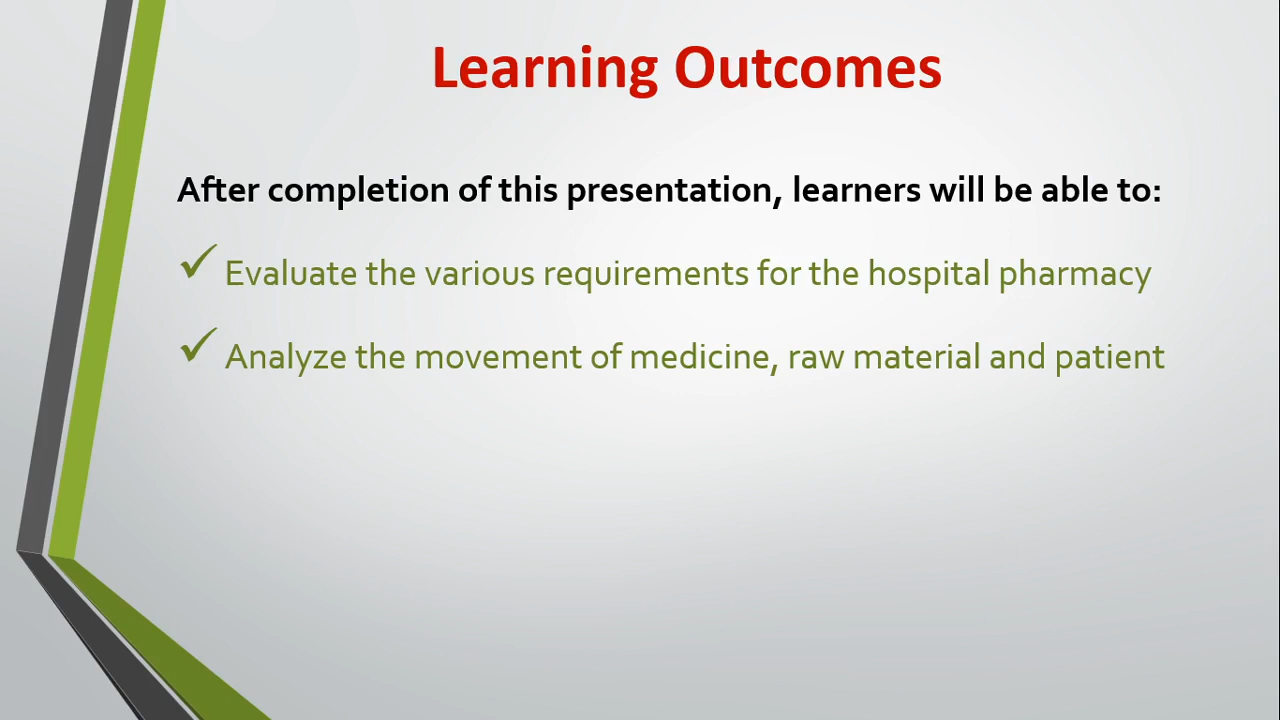 Learning Outcomes
After completion of this presentation, learners will be able to:
✓ Evaluate the various requirements for the hospital pharmacy
✓ Analyze the movement of medicine, raw material and patient